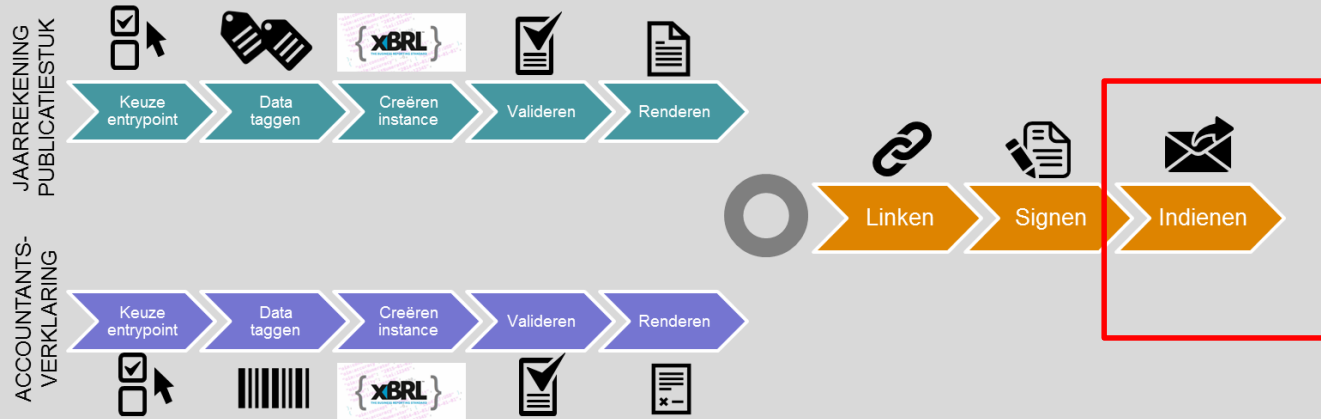 JAARREKENING
PUBLICATIESTUK
{ XBRL }
Keuze
entrypoint
Data
taggen
Creëren
instance
Valideren
Renderen
Linken
Signen
Indienen
ACCOUNTANTS-
VERKLARING
Keuze
entrypoint
Data
taggen
Creëren
instance
Valideren
Renderen
{ XBRL }